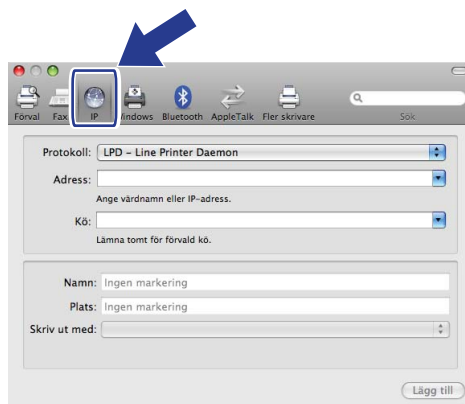 Förval Fax IP Windows Bluetooth AppleTalk Fler skrivare Sök
Protokoll: LPD – Line Printer Daemon
Adress:
Ange värdnamn eller IP-adress.
Kö:
Lämna tomt för förvald kö.
Namn: Ingen markering
Plats: Ingen markering
Skriv ut med:
Lägg till